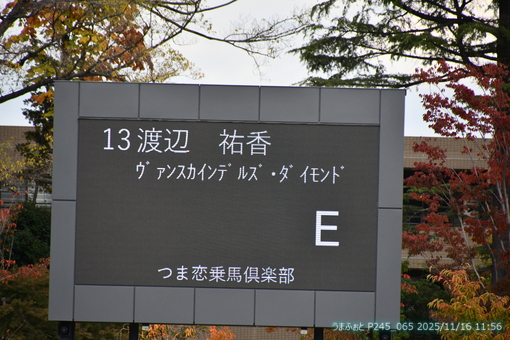 13渡辺　祐香
ヴァンスカインデルズ・ダイモンド
E
つま恋乗馬倶楽部
うまふぉと P245_065 2025/11/16 11:56